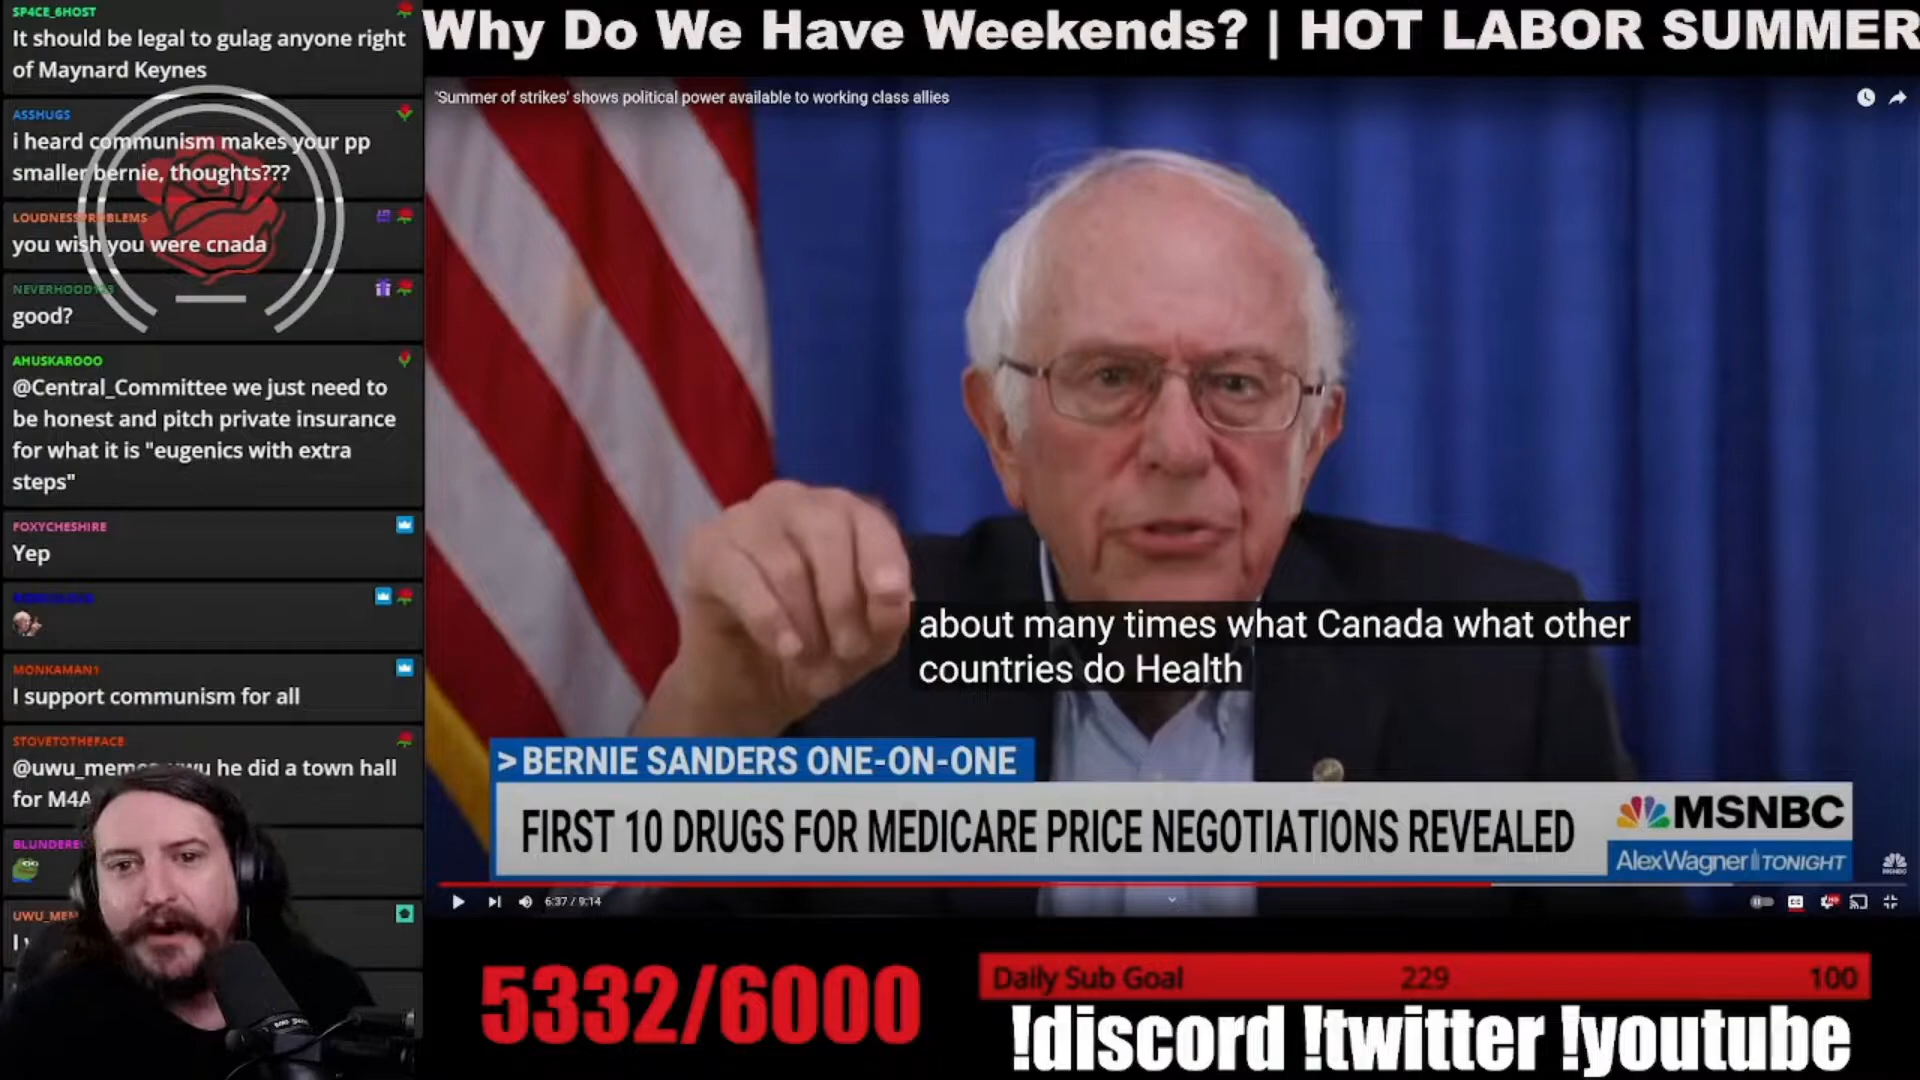 SP4CE_6HOST
It should be legal to gulag anyone right
of Maynard Keynes
ASSHUGS
i heard communism makes your pp
smaller bernie, thoughts???
LOUDNESSPROBLEMS
you wish you were cnada
NEVERHOOD123
good?
AHUSKAROOO
@Central_Committee we just need to
be honest and pitch private insurance
for what it is "eugenics with extra
steps"
FOXYCHESHIRE
Yep
MONKAMAN1
I support communism for all
STOVETOTHEFACE
he did a town hall
for M4A
Why Do We Have Weekends? | HOT LABOR SUMMER
'Summer of strikes' shows political power available to working class allies
about many times what Canada what other
countries do Health
>BERNIE SANDERS ONE-ON-ONE
FIRST 10 DRUGS FOR MEDICARE PRICE NEGOTIATIONS REVEALED
MSNBC
AlexWagner TONIGHT
6:37 / 9:14
5332/6000
Daily Sub Goal 229 100
!discord !twitter !youtube